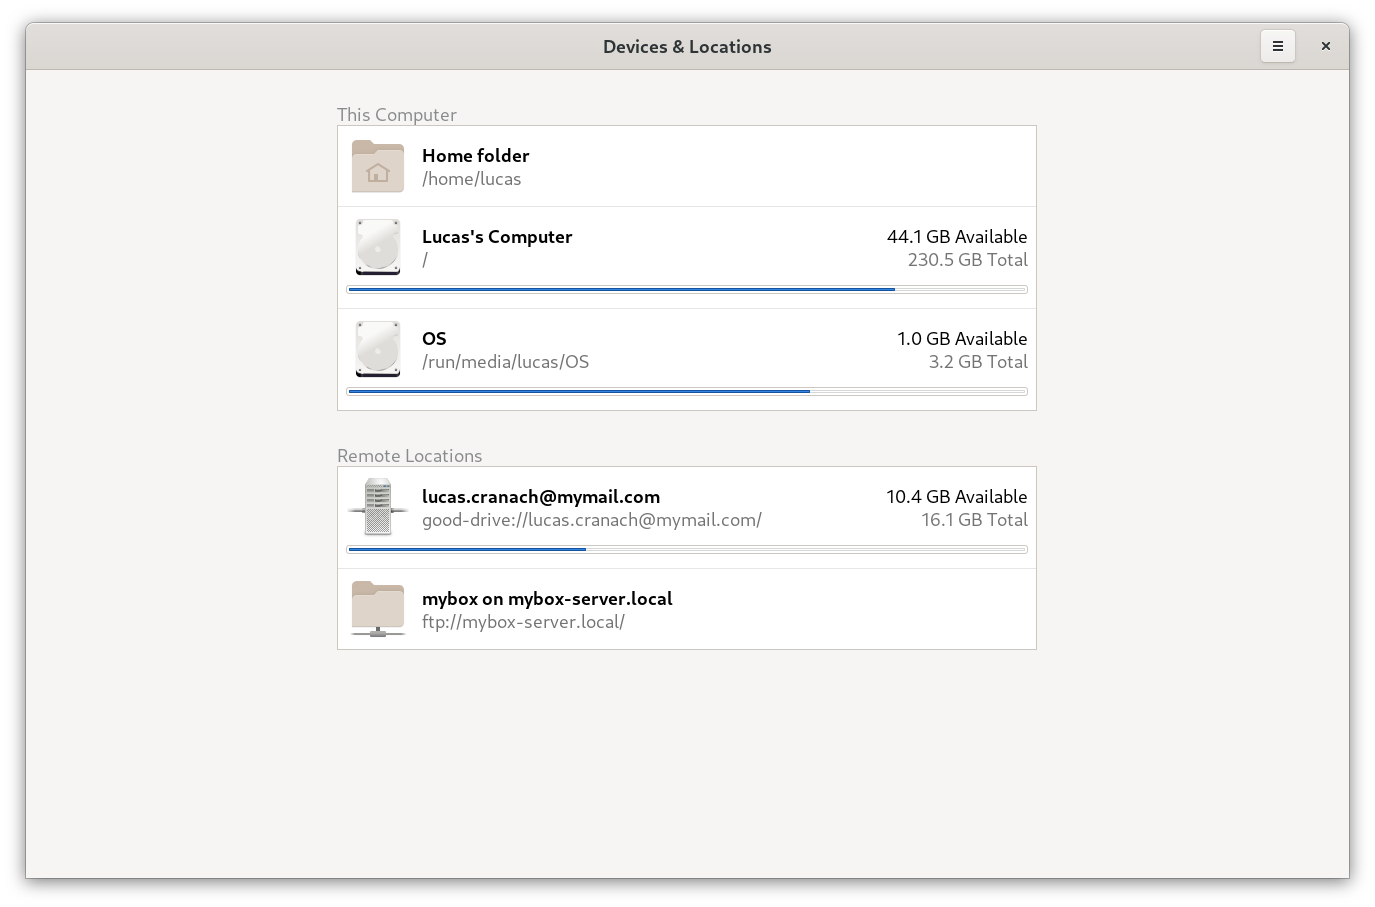 Devices & Locations
This Computer
Home folder
/home/lucas
Lucas's Computer
44.1 GB Available
/
230.5 GB Total
OS
1.0 GB Available
/run/media/lucas/OS
3.2 GB Total
Remote Locations
lucas.cranach@mymail.com
10.4 GB Available
good-drive://lucas.cranach@mymail.com/
16.1 GB Total
mybox on mybox-server.local
ftp://mybox-server.local/